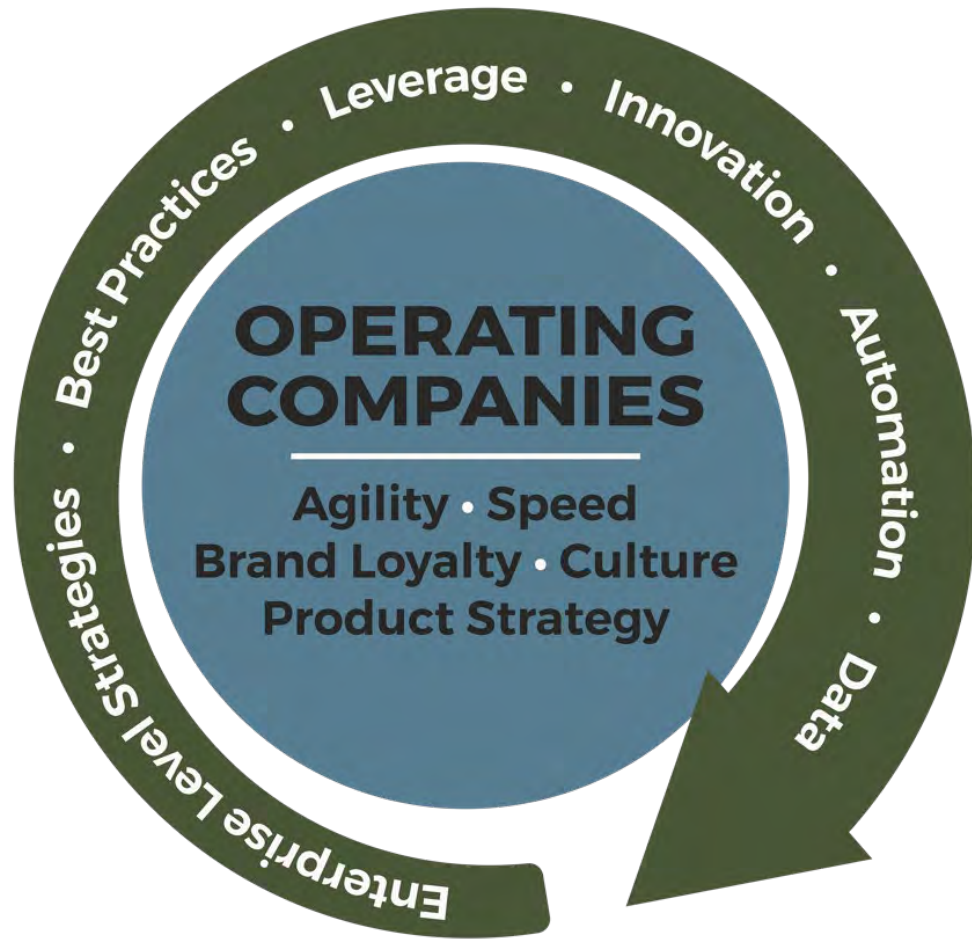 OPERATING
COMPANIES
Agility • Speed
Brand Loyalty • Culture
Product Strategy
Enterprise Level Strategies • Best Practices • Leverage • Innovation • Automation • Data